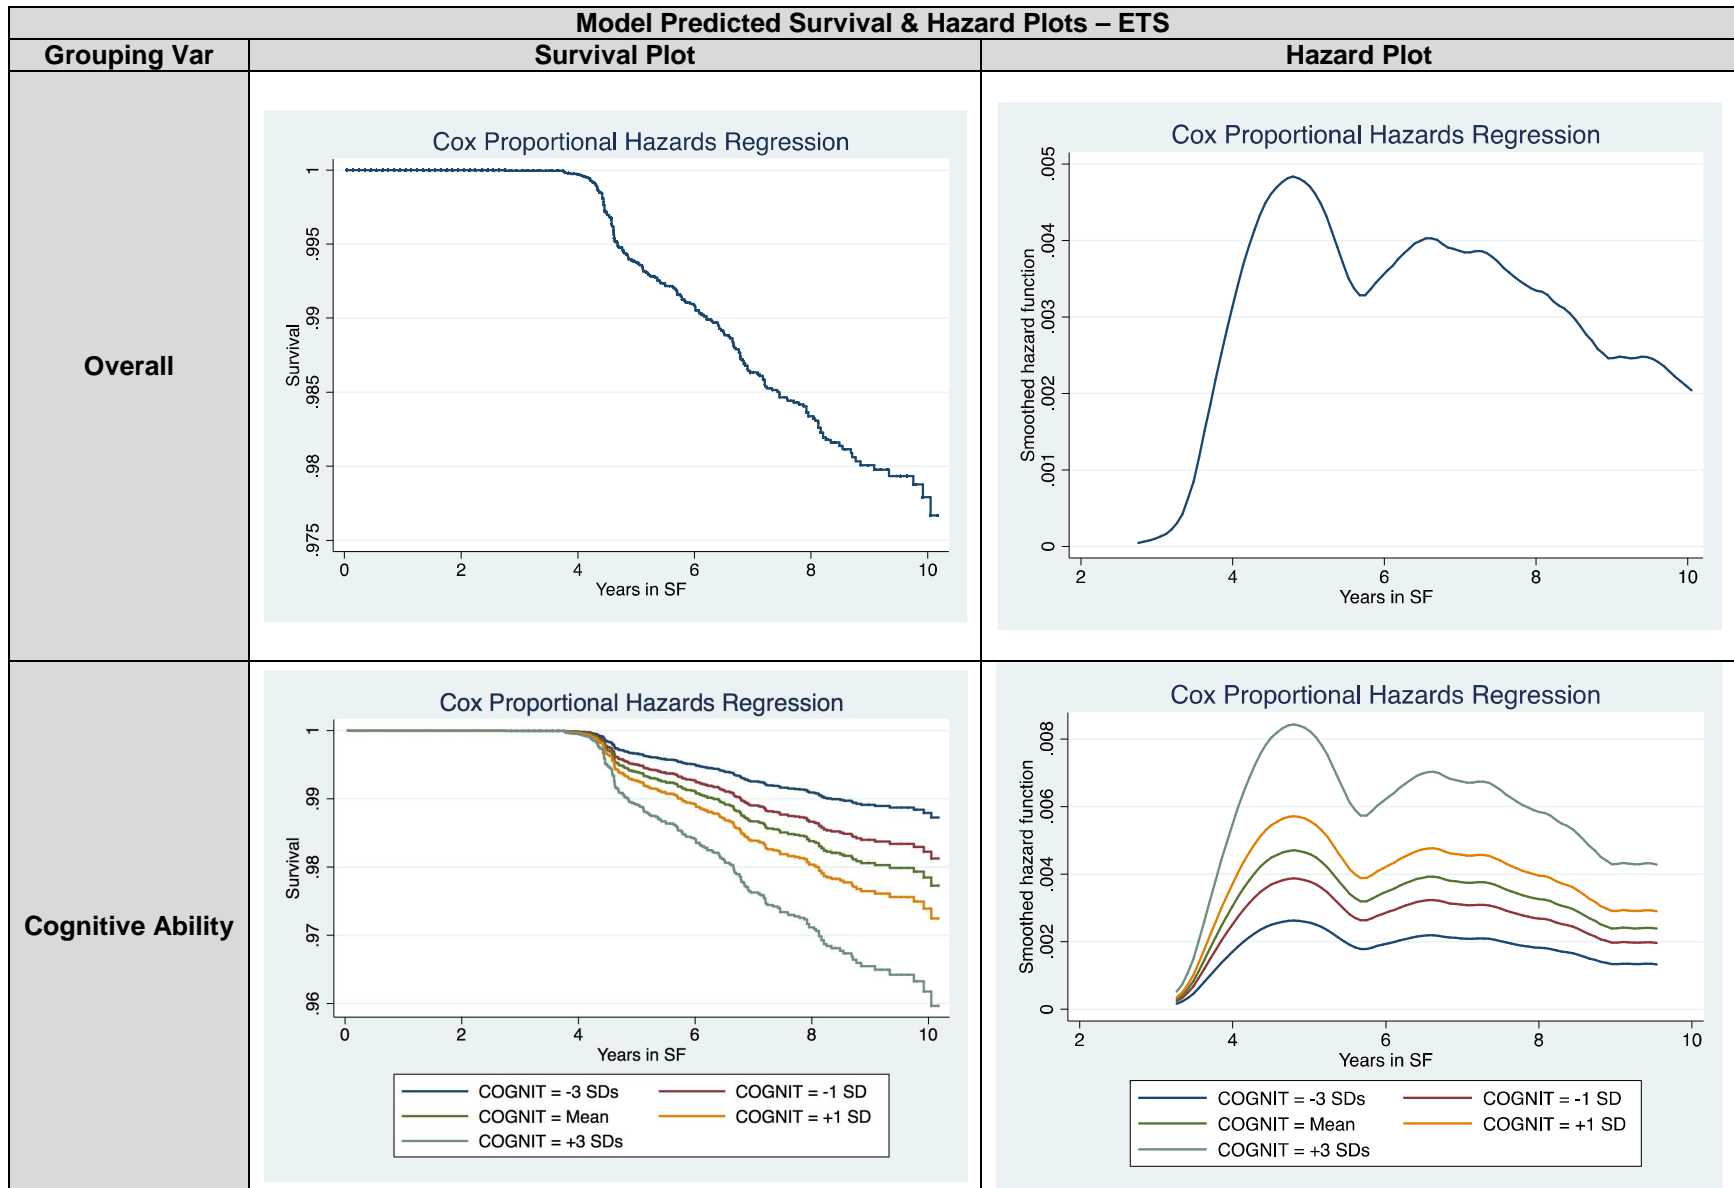 Model Predicted Survival & Hazard Plots – ETS
Grouping Var
Survival Plot
Hazard Plot
Overall
Cox Proportional Hazards Regression
Survival
1
.995
.99
.985
.98
.975
0 2 4 6 8 10
Years in SF
Cox Proportional Hazards Regression
Smoothed hazard function
.005
.004
.003
.002
.001
0
2 4 6 8 10
Years in SF
Cognitive Ability
Cox Proportional Hazards Regression
Survival
1
.99
.98
.97
.96
0 2 4 6 8 10
Years in SF
COGNIT = -3 SDs COGNIT = -1 SD
COGNIT = Mean COGNIT = +1 SD
COGNIT = +3 SDs
Cox Proportional Hazards Regression
Smoothed hazard function
.008
.006
.004
.002
0
2 4 6 8 10
Years in SF
COGNIT = -3 SDs COGNIT = -1 SD
COGNIT = Mean COGNIT = +1 SD
COGNIT = +3 SDs